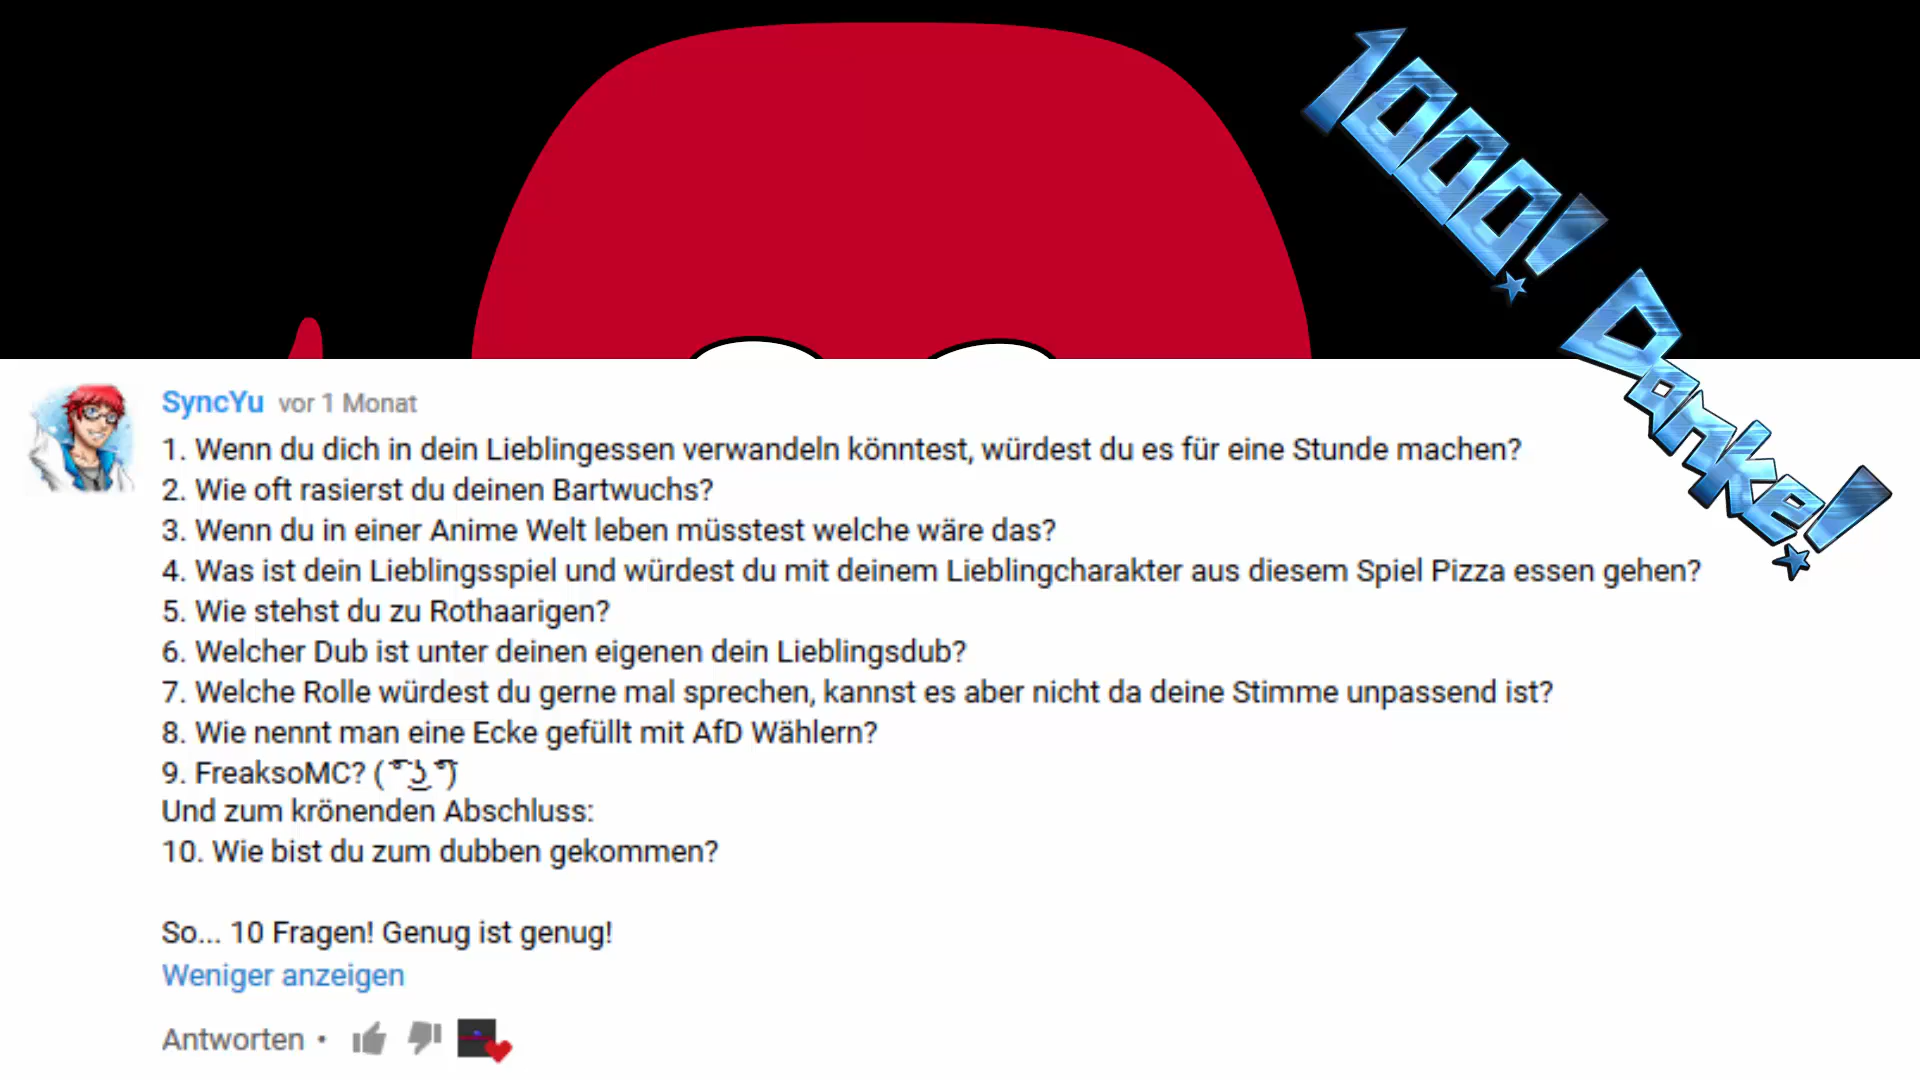 1000!
Danke!
SyncYu vor 1 Monat
1. Wenn du dich in dein Lieblingessen verwandeln könntest, würdest du es für eine Stunde machen?
2. Wie oft rasierst du deinen Bartwuchs?
3. Wenn du in einer Anime Welt leben müsstest welche wäre das?
4. Was ist dein Lieblingsspiel und würdest du mit deinem Lieblingcharakter aus diesem Spiel Pizza essen gehen?
5. Wie stehst du zu Rothaarigen?
6. Welcher Dub ist unter deinen eigenen dein Lieblingsdub?
7. Welche Rolle würdest du gerne mal sprechen, kannst es aber nicht da deine Stimme unpassend ist?
8. Wie nennt man eine Ecke gefüllt mit AfD Wählern?
9. FreaksoMC? ( ͡° ͜ʖ ͡°)
Und zum krönenden Abschluss:
10. Wie bist du zum dubben gekommen?
So... 10 Fragen! Genug ist genug!
Weniger anzeigen
Antworten •